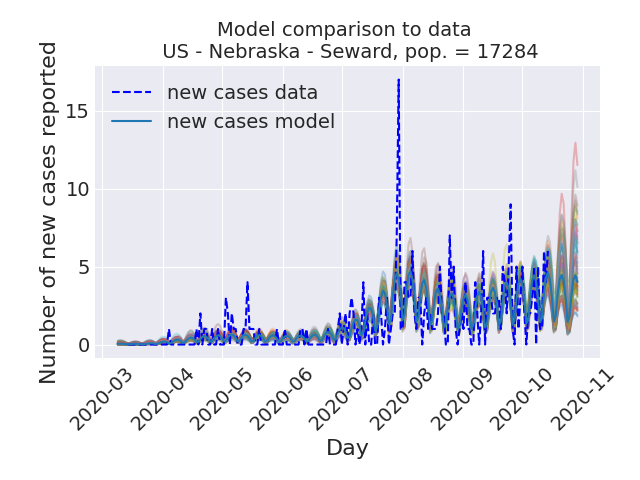 Model comparison to data
US - Nebraska - Seward, pop. = 17284
new cases data
new cases model
Number of new cases reported
15
10
5
0
2020-03
2020-04
2020-05
2020-06
2020-07
2020-08
2020-09
2020-10
2020-11
Day